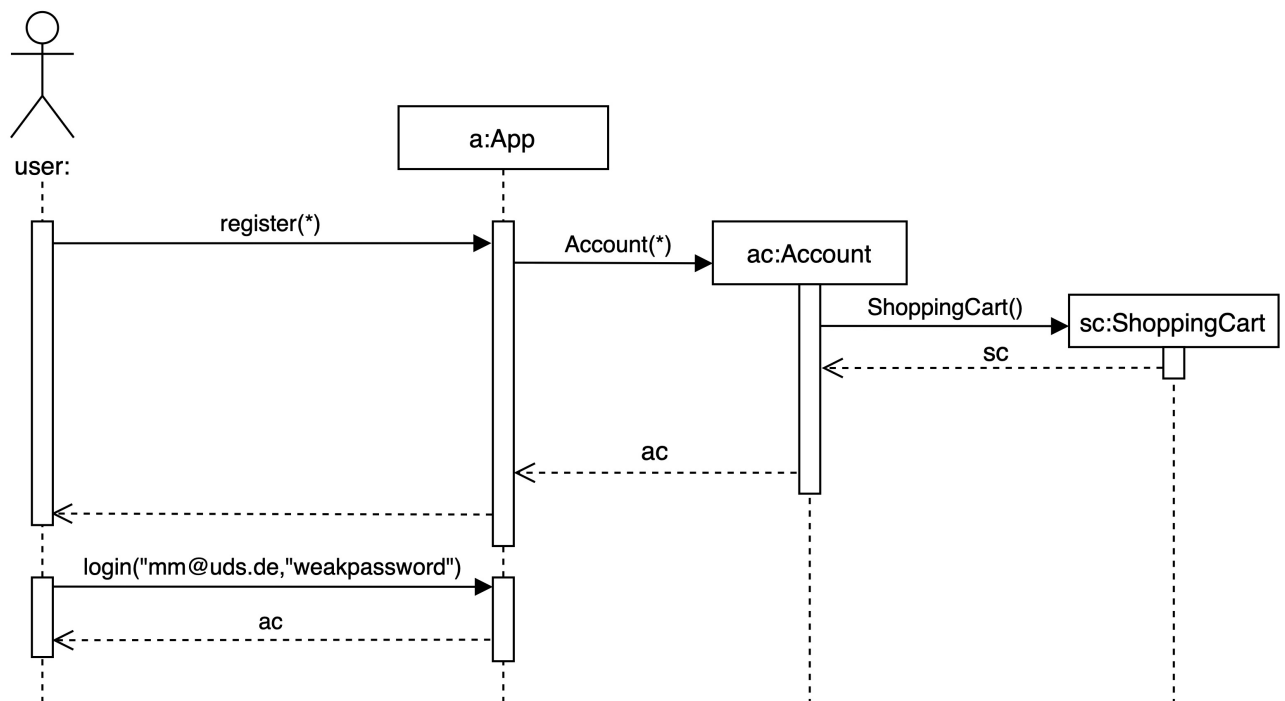 user:
a:App
register(*)
Account(*)
ac:Account
ShoppingCart()
sc:ShoppingCart
sc
ac
login("mm@uds.de,"weakpassword")
ac